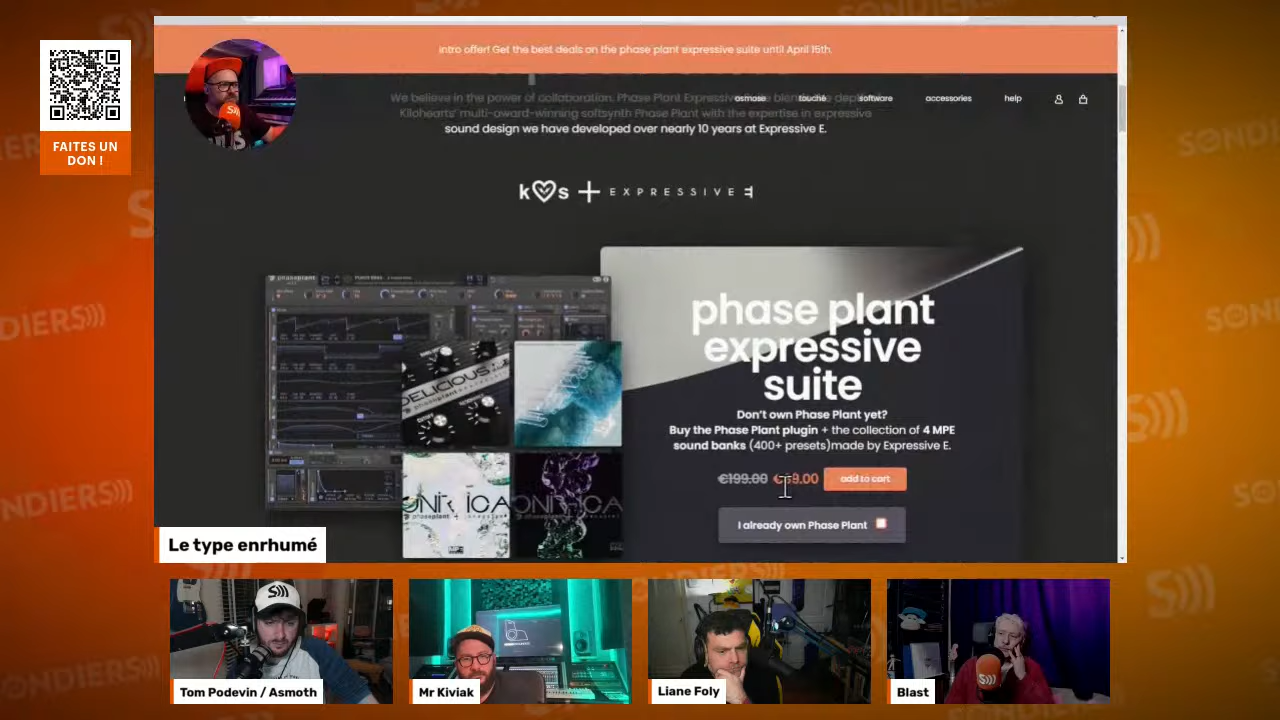 FAITES UN
DON !
intro offer! Get the best deals on the phase plant expressive suite until April 15th.
osmose
touché
software
accessories
help
We believe in the power of collaboration. Phase Plant Expressive
Kilohearts' multi-award-winning softsynth Phase Plant with the expertise in expressive
sound design we have developed over nearly 10 years at Expressive E.
k s + EXPRESSIVE E
phase plant
expressive
suite
Don't own Phase Plant yet?
Buy the Phase Plant plugin + the collection of 4 MPE
sound banks (400+ presets)made by Expressive E.
€199.00
add to cart
I already own Phase Plant
DELICIOUS
Le type enrhumé
Tom Podevin / Asmoth
Mr Kiviak
Liane Foly
Blast
SONDIERS